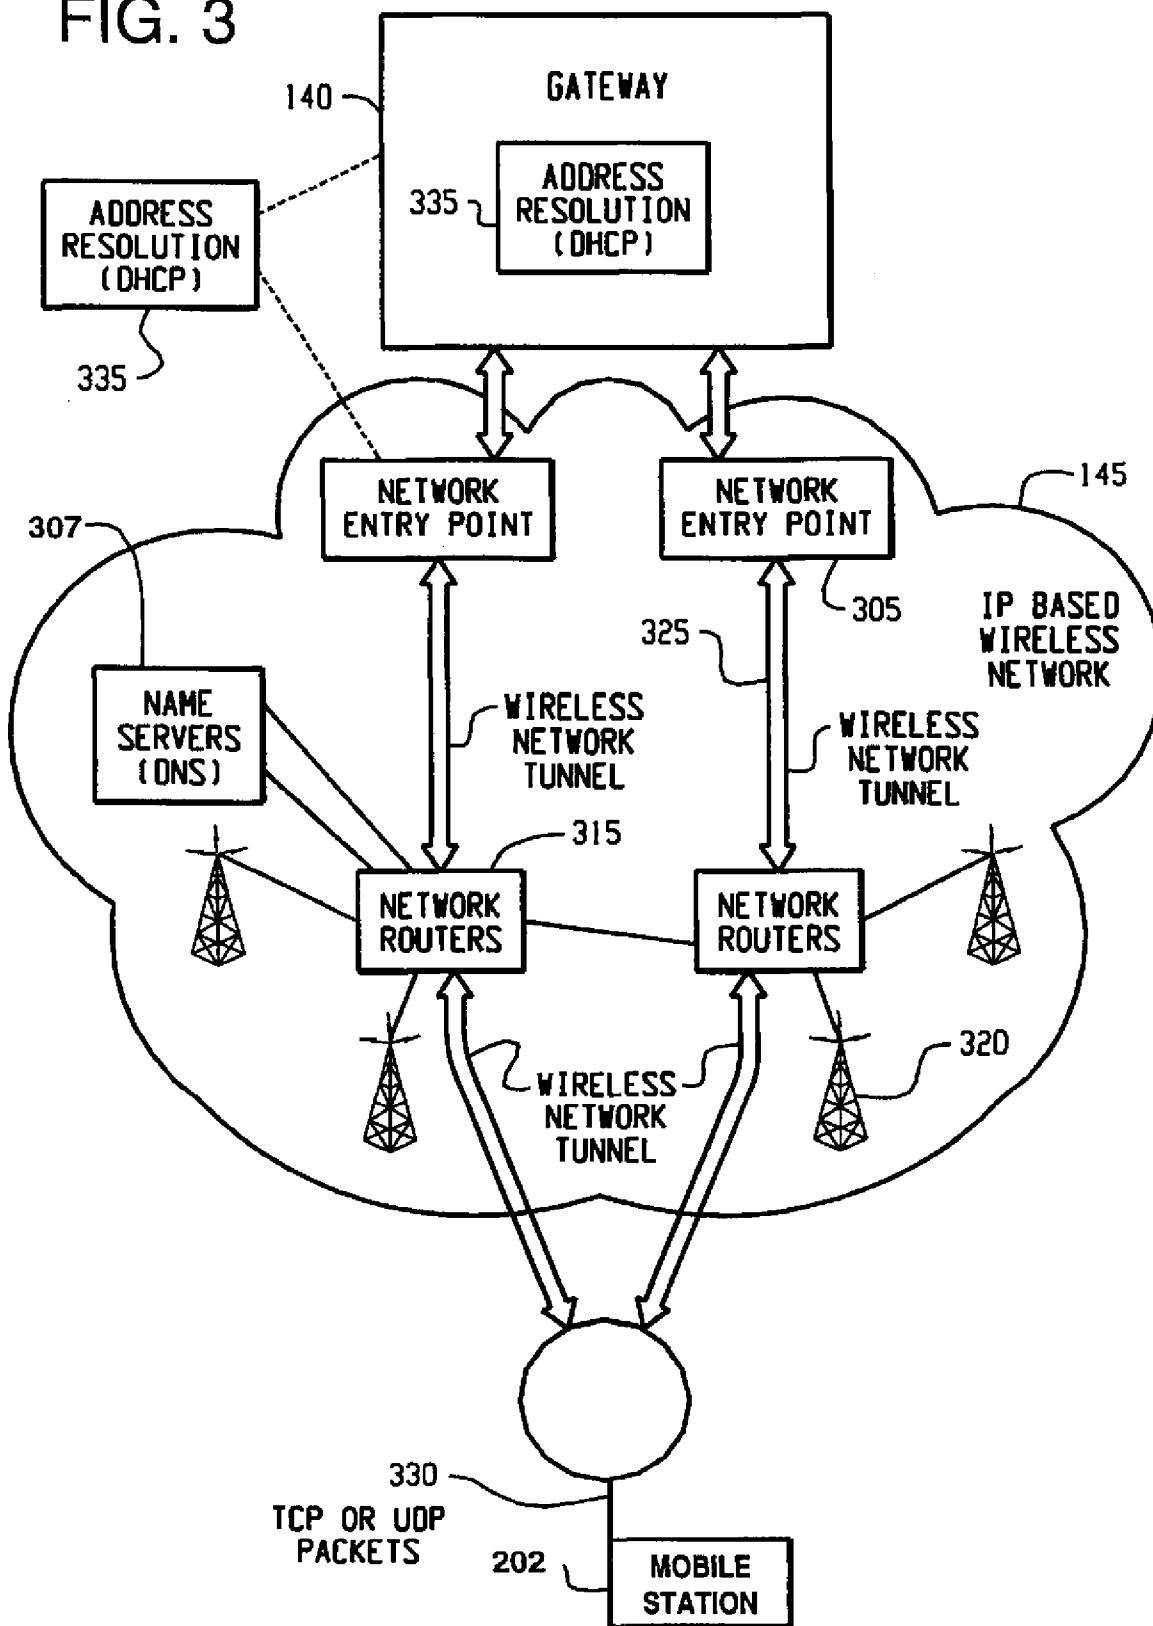 FIG. 3
GATEWAY
140
ADDRESS
RESOLUTION
(DHCP)
335
ADDRESS
RESOLUTION
(DHCP)
335
NETWORK
ENTRY POINT
NETWORK
ENTRY POINT
145
307
305
IP BASED
WIRELESS
NETWORK
325
NAME
SERVERS
(DNS)
WIRELESS
NETWORK
TUNNEL
WIRELESS
NETWORK
TUNNEL
315
NETWORK
ROUTERS
NETWORK
ROUTERS
320
WIRELESS
NETWORK
TUNNEL
330
TCP OR UDP
PACKETS
202
MOBILE
STATION